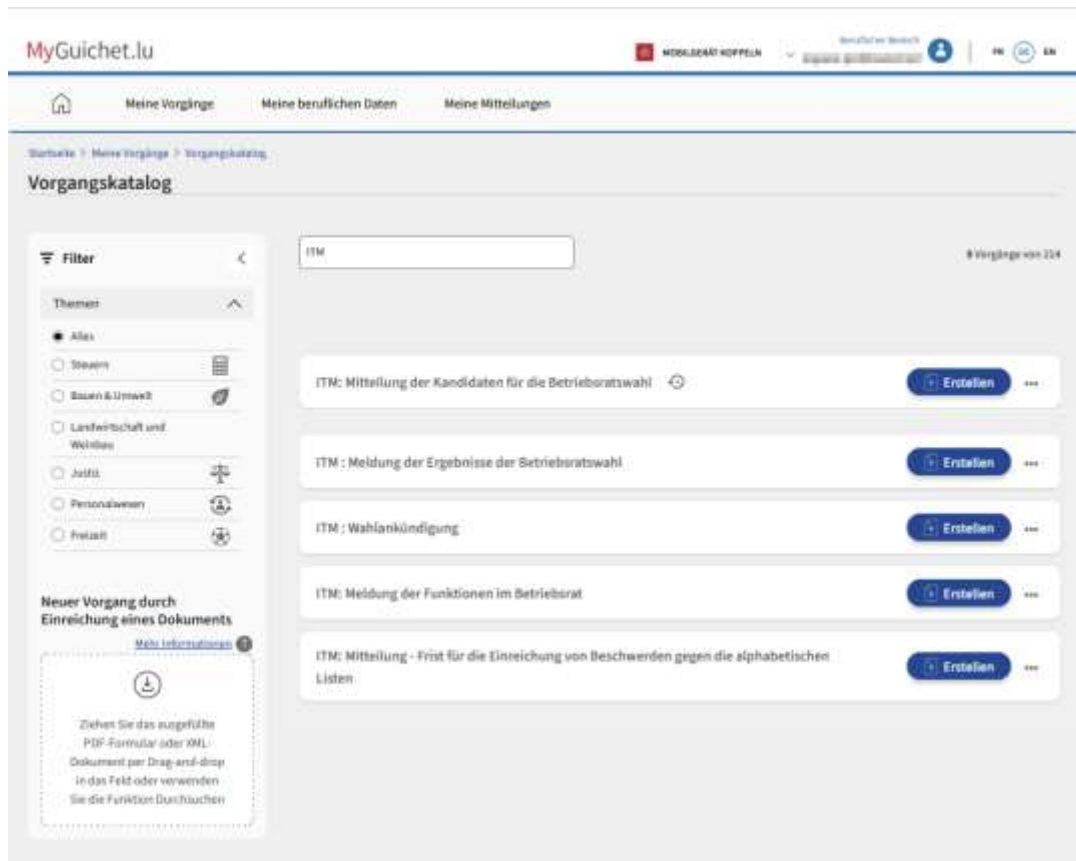 MyGuichet.lu
MOBILGERÄT KOPPELN
Beruflicher Bereich
FR DE EN
Meine Vorgänge
Meine beruflichen Daten
Meine Mitteilungen
Startseite > Meine Vorgänge > Vorgangskatalog
Vorgangskatalog
Filter
ITM
Vorgänge von 214
Themen
Alles
Steuern
Bauen & Umwelt
Landwirtschaft und
Weinbau
Justiz
Personalwesen
Freizeit
ITM: Mitteilung der Kandidaten für die Betriebsratswahl
Erstellen
ITM : Meldung der Ergebnisse der Betriebsratswahl
Erstellen
ITM : Wahlankündigung
Erstellen
ITM: Meldung der Funktionen im Betriebsrat
Erstellen
ITM: Mitteilung - Frist für die Einreichung von Beschwerden gegen die alphabetischen
Listen
Erstellen
Neuer Vorgang durch
Einreichung eines Dokuments
Mehr Informationen ?
Ziehen Sie das ausgefüllte
PDF-Formular oder XML-
Dokument per Drag-and-drop
in das Feld oder verwenden
Sie die Funktion Durchsuchen